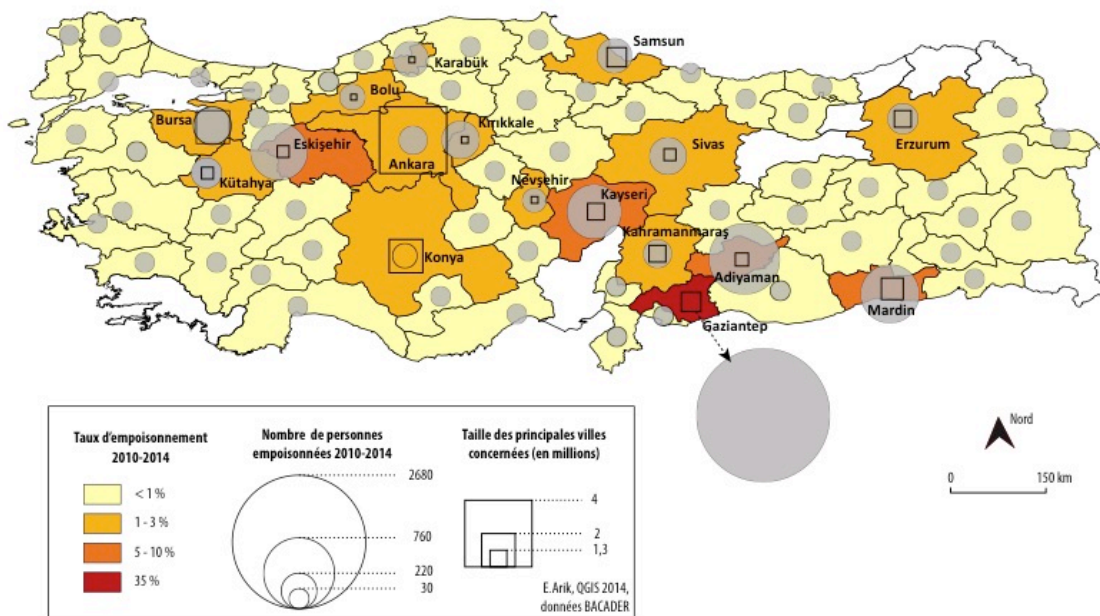 Samsun
Karabük
Bolu
Bursa
Kırıkkale
Eskişehir
Ankara
Sivas
Erzurum
Kütahya
Nevşehir
Kayseri
Kahramanmaraş
Konya
Adiyaman
Mardin
Gaziantep
Taux d'empoisonnement
2010-2014
< 1 %
1 - 3 %
5 - 10 %
35 %
Nombre de personnes
empoisonnées 2010-2014
2680
760
220
30
Taille des principales villes
concernées (en millions)
4
2
1,3
E.Arik, QGIS 2014,
données BACADER
Nord
0 150 km